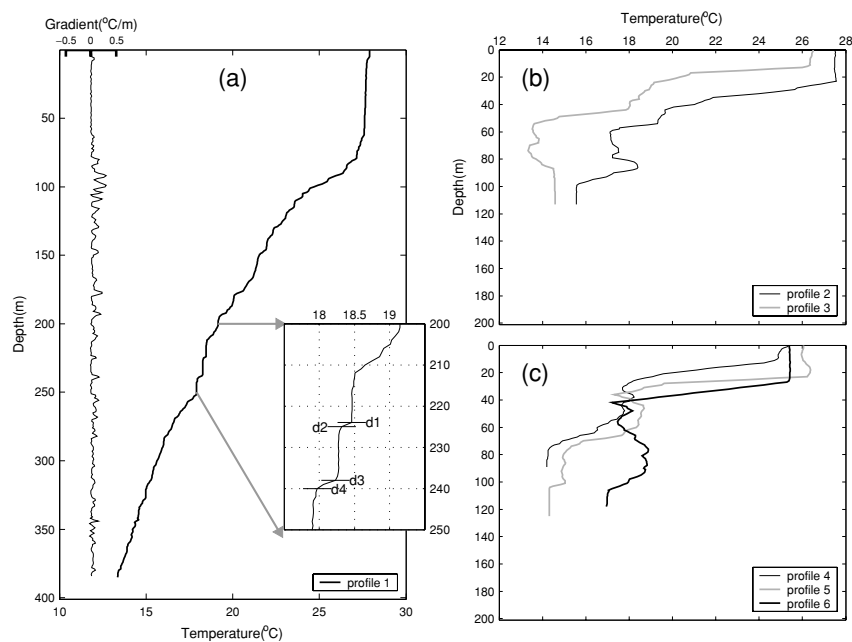 Gradient(°C/m)
−0.5 0 0.5
(a)
50
100
150
200
250
300
350
400
Depth(m)
10 15 20 25 30
Temperature(°C)
profile 1
18 18.5 19
200
210
220
230
240
250
d1
d2
d3
d4
Temperature(°C)
12 14 16 18 20 22 24 26 28
(b)
0
20
40
60
80
100
120
140
160
180
200
Depth(m)
profile 2
profile 3
(c)
0
20
40
60
80
100
120
140
160
180
200
Depth(m)
profile 4
profile 5
profile 6